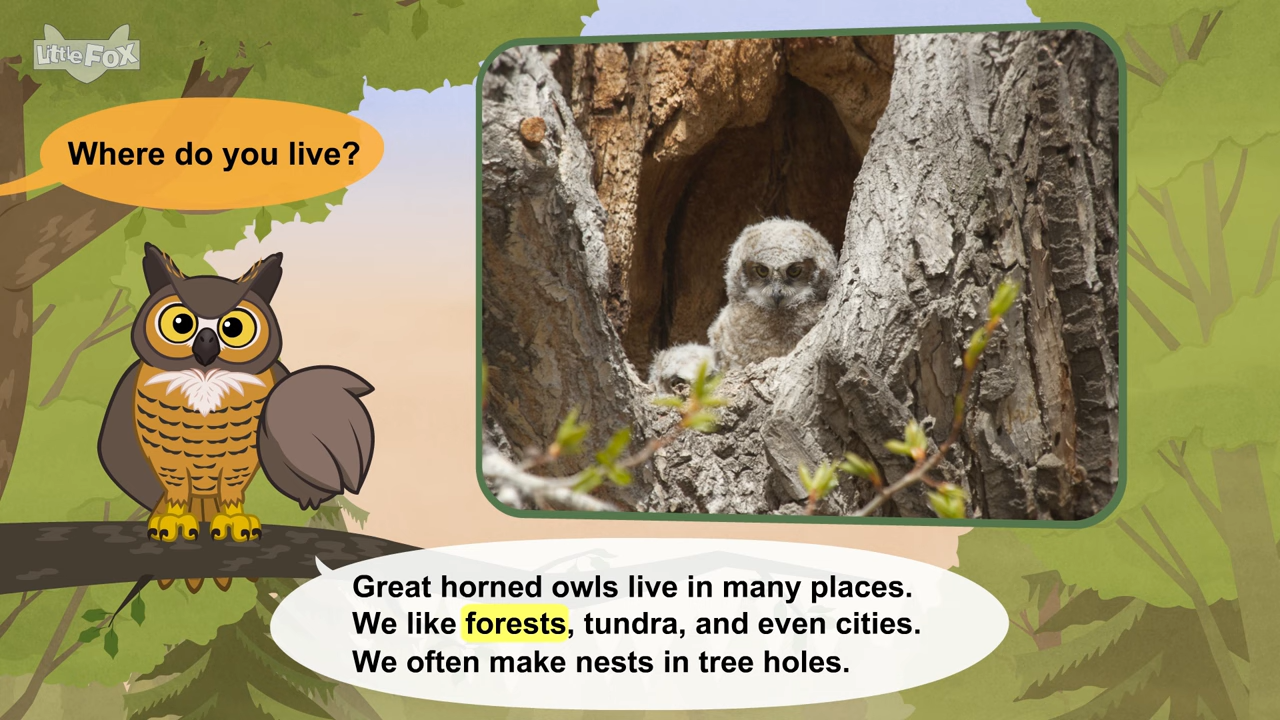 Little Fox
Where do you live?
Great horned owls live in many places.
We like forests, tundra, and even cities.
We often make nests in tree holes.